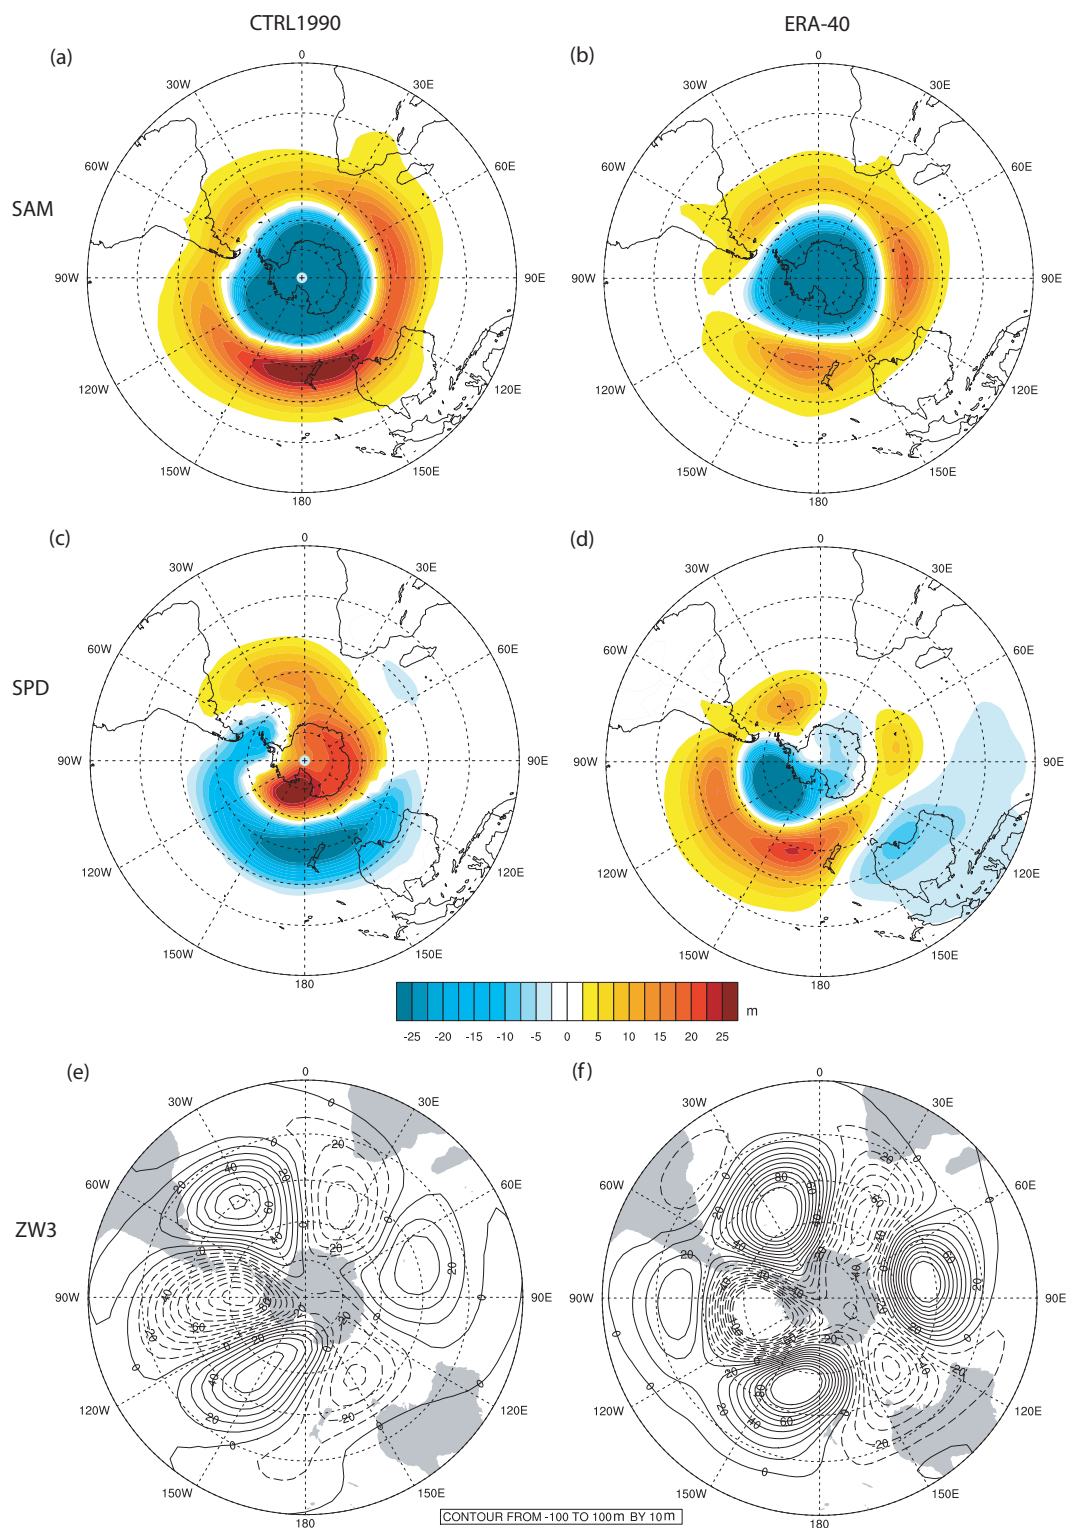 CTRL1990 ERA-40
(a) (b)
SAM
0 30E 60E 90E 120E 150E 180 150W 120W 90W 60W 30W
0 30E 60E 90E 120E 150E 180 150W 120W 90W 60W 30W
(c) (d)
SPD
0 30E 60E 90E 120E 150E 180 150W 120W 90W 60W 30W
0 30E 60E 90E 120E 150E 180 150W 120W 90W 60W 30W
-25 -20 -15 -10 -5 0 5 10 15 20 25 m
(e) (f)
ZW3
0 30E 60E 90E 120E 150E 180 150W 120W 90W 60W 30W
0 30E 60E 90E 120E 150E 180 150W 120W 90W 60W 30W
CONTOUR FROM -100 TO 100m BY 10m